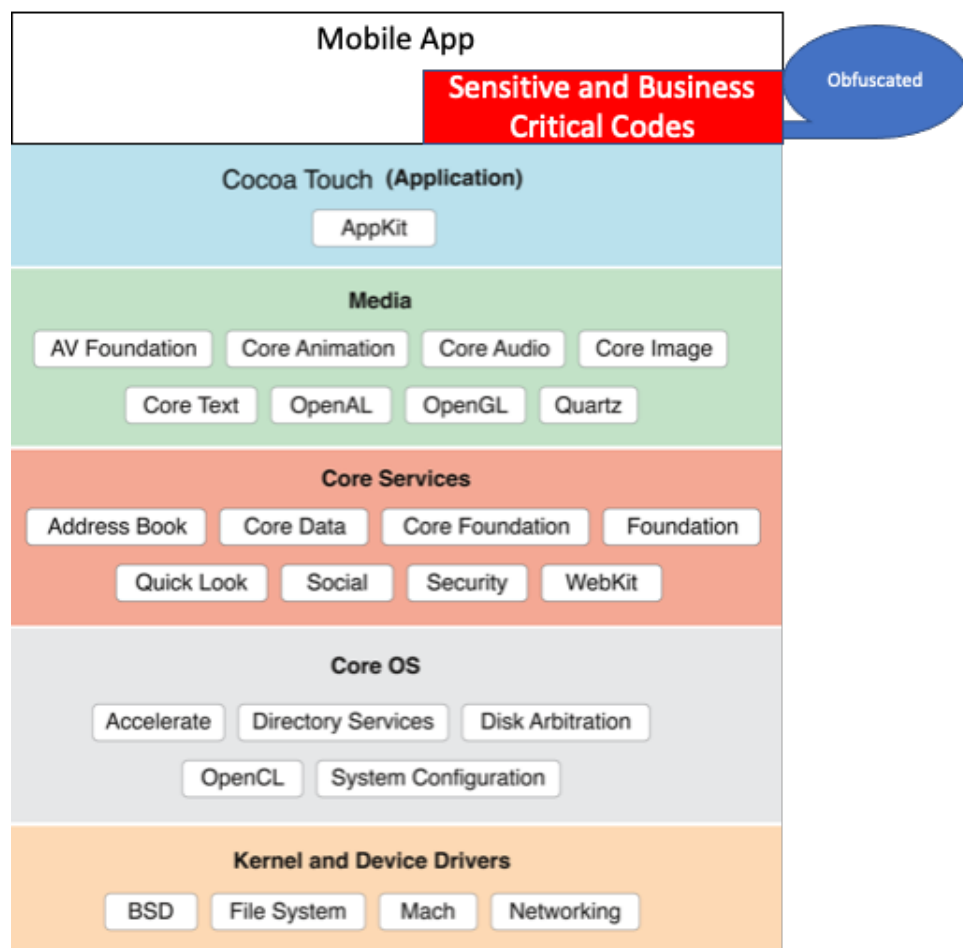 Mobile App
Sensitive and Business
Critical Codes
Obfuscated
Cocoa Touch (Application)
AppKit
Media
AV Foundation Core Animation Core Audio Core Image
Core Text OpenAL OpenGL Quartz
Core Services
Address Book Core Data Core Foundation Foundation
Quick Look Social Security WebKit
Core OS
Accelerate Directory Services Disk Arbitration
OpenCL System Configuration
Kernel and Device Drivers
BSD File System Mach Networking